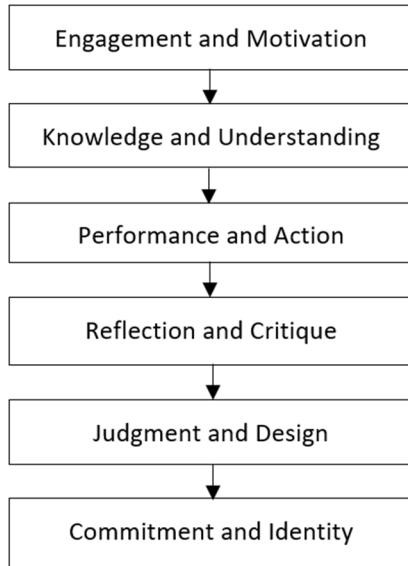 Engagement and Motivation
Knowledge and Understanding
Performance and Action
Reflection and Critique
Judgment and Design
Commitment and Identity